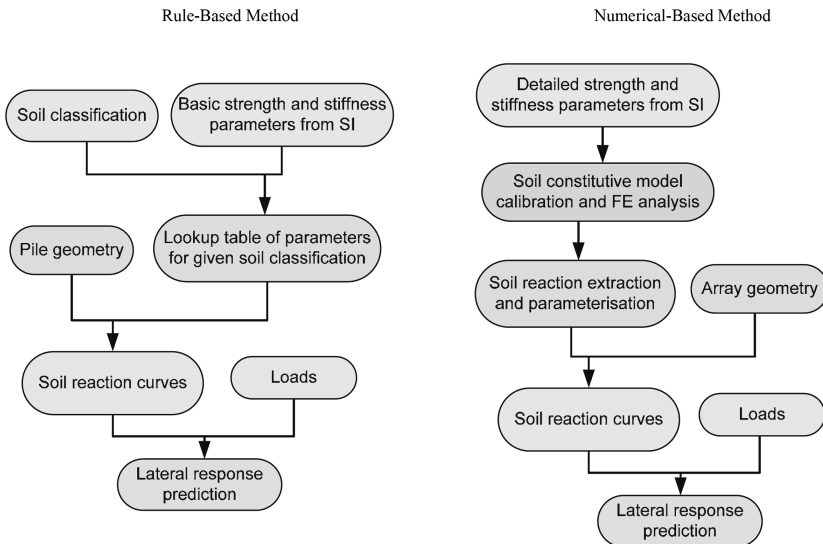 Rule-Based Method
Soil classification
Basic strength and stiffness
parameters from SI
Pile geometry
Lookup table of parameters
for given soil classification
Soil reaction curves
Loads
Lateral response
prediction
Numerical-Based Method
Detailed strength and
stiffness parameters from SI
Soil constitutive model
calibration and FE analysis
Soil reaction extraction
and parameterisation
Array geometry
Soil reaction curves
Loads
Lateral response
prediction